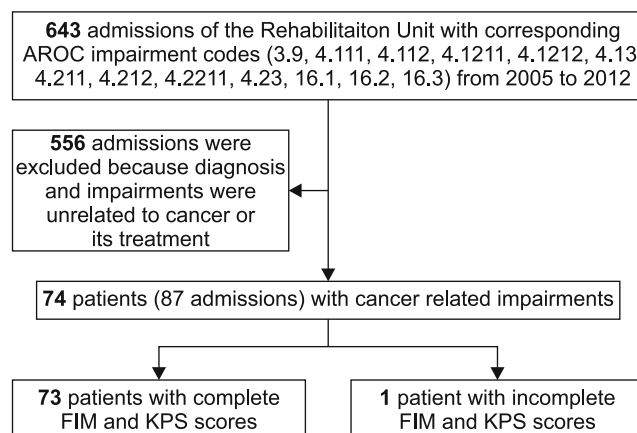 643 admissions of the Rehabilitaiton Unit with corresponding
AROC impairment codes (3.9, 4.111, 4.112, 4.1211, 4.1212, 4.13,
4.211, 4.212, 4.2211, 4.23, 16.1, 16.2, 16.3) from 2005 to 2012
556 admissions were
excluded because diagnosis
and impairments were
unrelated to cancer or
its treatment
74 patients (87 admissions) with cancer related impairments
73 patients with complete
FIM and KPS scores
1 patient with incomplete
FIM and KPS scores